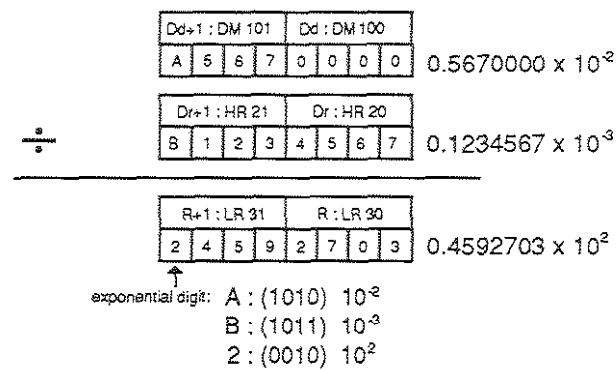 Dd+1 : DM 101 Dd : DM 100
A 5 6 7 0 0 0 0 0.5670000 x 10⁻²
Dr+1 : HR 21 Dr : HR 20
÷ B 1 2 3 4 5 6 7 0.1234567 x 10⁻³
R+1 : LR 31 R : LR 30
2 4 5 9 2 7 0 3 0.4592703 x 10²
exponential digit: A : (1010) 10⁻²
B : (1011) 10⁻³
2 : (0010) 10²